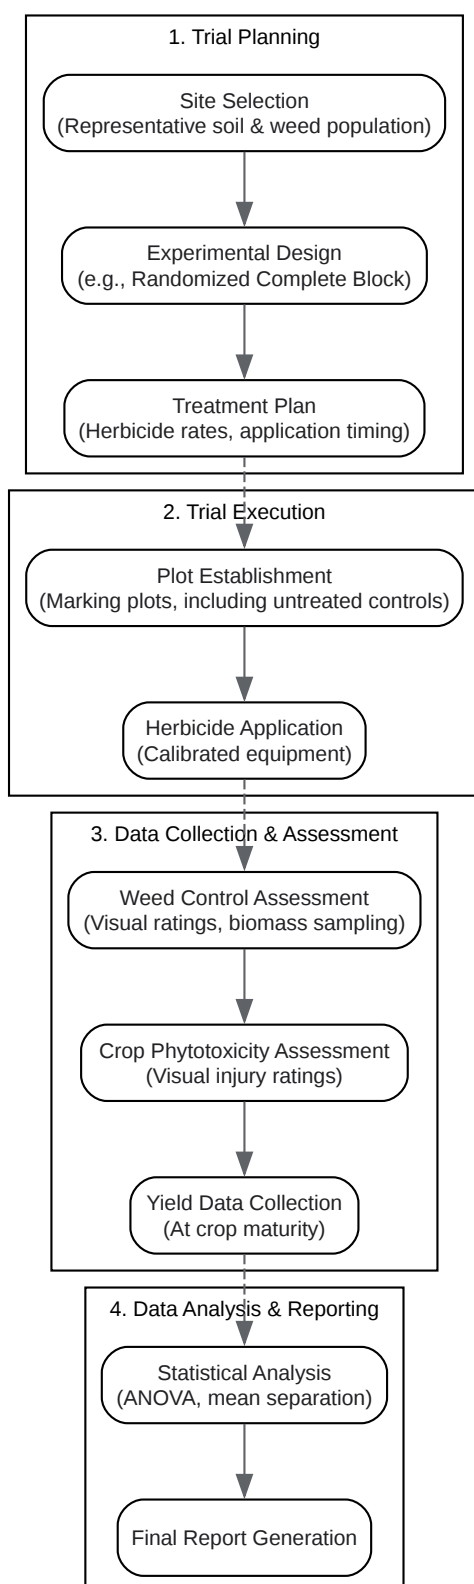 1. Trial Planning
Site Selection
(Representative soil & weed population)
Experimental Design
(e.g., Randomized Complete Block)
Treatment Plan
(Herbicide rates, application timing)
2. Trial Execution
Plot Establishment
(Marking plots, including untreated controls)
Herbicide Application
(Calibrated equipment)
3. Data Collection & Assessment
Weed Control Assessment
(Visual ratings, biomass sampling)
Crop Phytotoxicity Assessment
(Visual injury ratings)
Yield Data Collection
(At crop maturity)
4. Data Analysis & Reporting
Statistical Analysis
(ANOVA, mean separation)
Final Report Generation